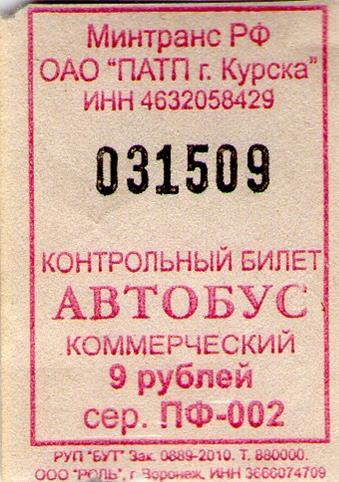 Минтранс РФ
ОАО "ПАТП г. Курска"
ИНН 4632058429
031509
КОНТРОЛЬНЫЙ БИЛЕТ
АВТОБУС
КОММЕРЧЕСКИЙ
9 рублей
сер. ПФ-002
РУП "БУТ" Зак. 0889-2010. Т. 880000.
ООО "РОЛЬ", г. Воронеж, ИНН 3666074709